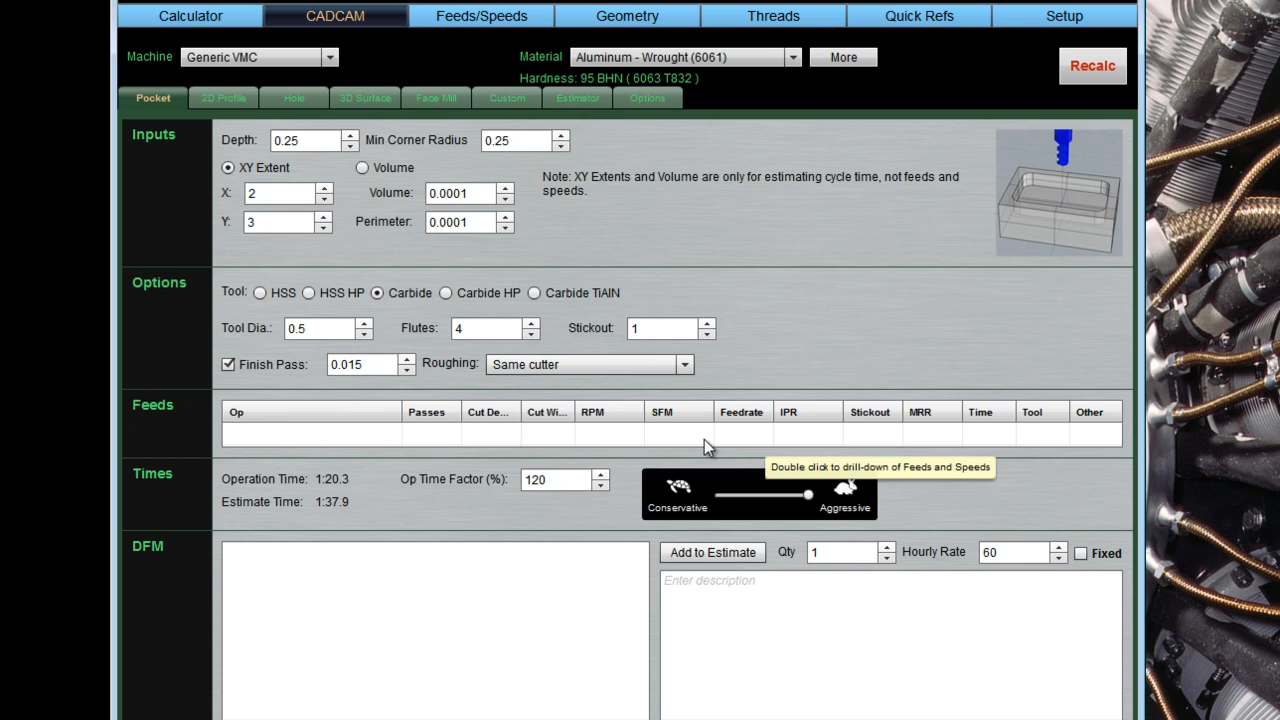 Calculator CADCAM Feeds/Speeds Geometry Threads Quick Refs Setup
Machine Generic VMC Material Aluminum - Wrought (6061) More Recalc
Hardness: 95 BHN ( 6063 T832 )
Pocket 2D Profile Hole 3D Surface Face Mill Custom Estimator Options
Inputs Depth: 0.25 Min Corner Radius 0.25
XY Extent Volume
Note: XY Extents and Volume are only for estimating cycle time, not feeds and
speeds.
X: 2 Volume: 0.0001
Y: 3 Perimeter: 0.0001
Options Tool: HSS HSS HP Carbide Carbide HP Carbide TiAlN
Tool Dia.: 0.5 Flutes: 4 Stickout: 1
Finish Pass: 0.015 Roughing: Same cutter
Feeds Op Passes Cut De... Cut Wi... RPM SFM Feedrate IPR Stickout MRR Time Tool Other
Double click to drill-down of Feeds and Speeds
Times Operation Time: 1:20.3 Op Time Factor (%): 120
Estimate Time: 1:37.9 Conservative Aggressive
DFM Add to Estimate Qty 1 Hourly Rate 60 Fixed
Enter description